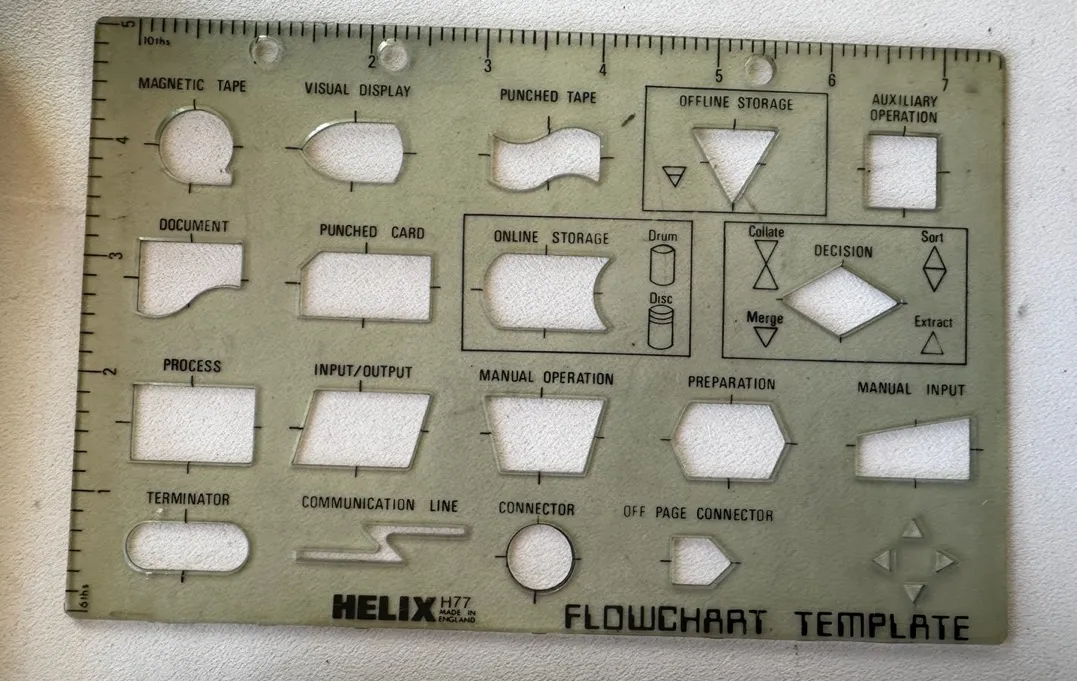 5
10ths
2
3
4
5
6
7
MAGNETIC TAPE
VISUAL DISPLAY
PUNCHED TAPE
OFFLINE STORAGE
AUXILIARY
OPERATION
4
DOCUMENT
PUNCHED CARD
ONLINE STORAGE
Drum
Disc
Collate
DECISION
Sort
Merge
Extract
3
PROCESS
INPUT/OUTPUT
MANUAL OPERATION
PREPARATION
MANUAL INPUT
2
TERMINATOR
COMMUNICATION LINE
CONNECTOR
OFF PAGE CONNECTOR
1
16ths
HELIX H77
MADE IN
ENGLAND
FLOWCHART TEMPLATE